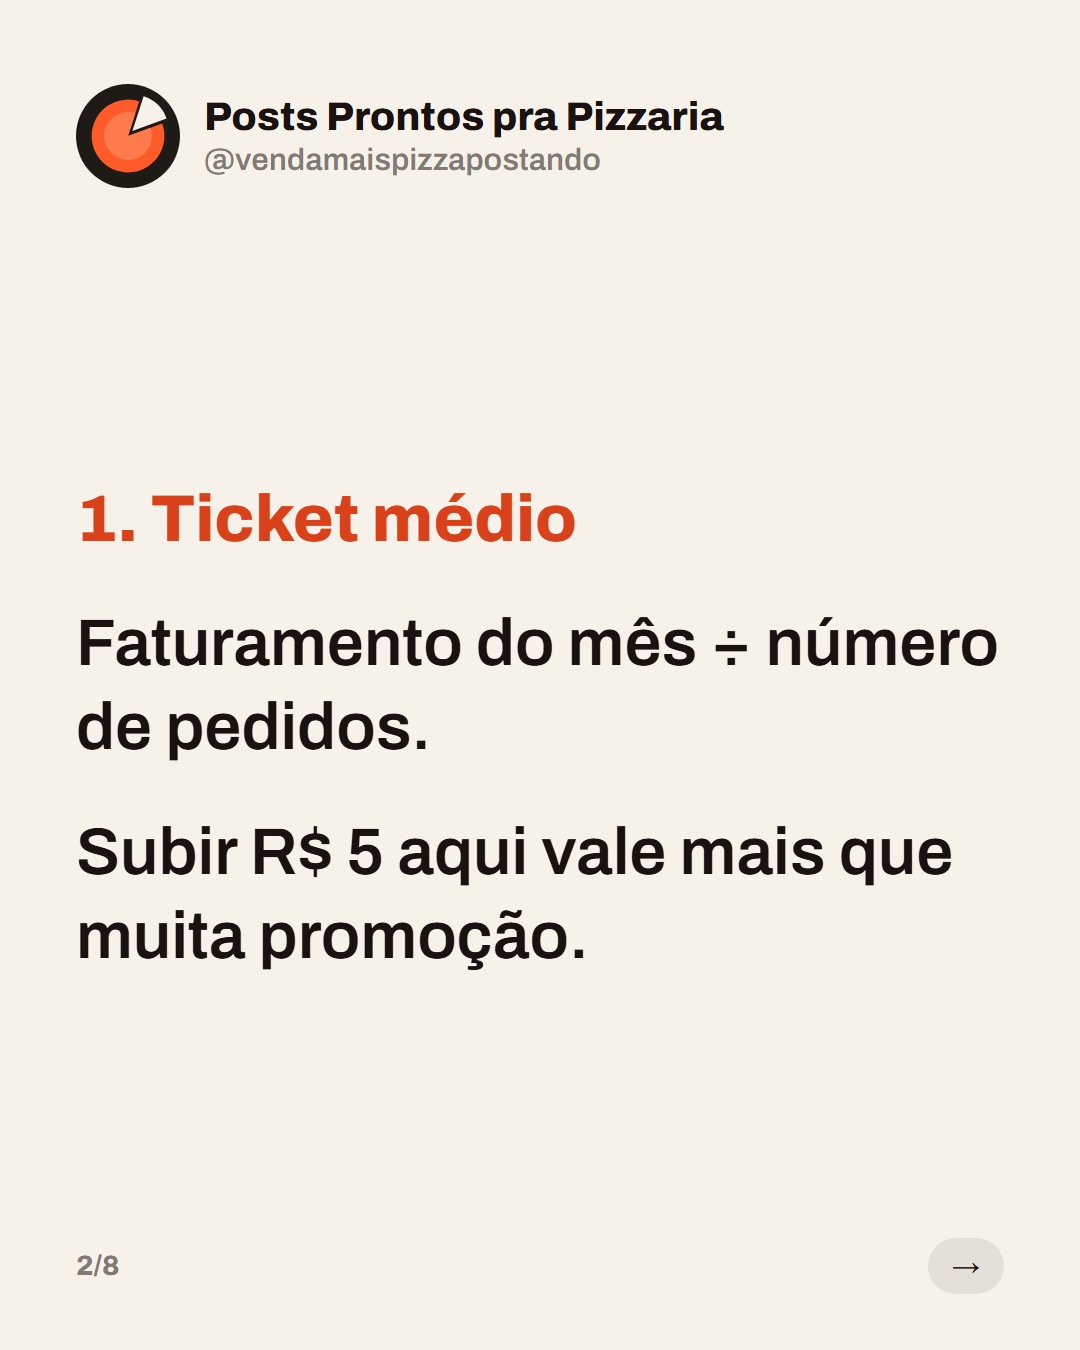 Posts Prontos pra Pizzaria
@vendamaispizzapostando
1. Ticket médio
Faturamento do mês ÷ número
de pedidos.
Subir R$ 5 aqui vale mais que
muita promoção.
2/8
→